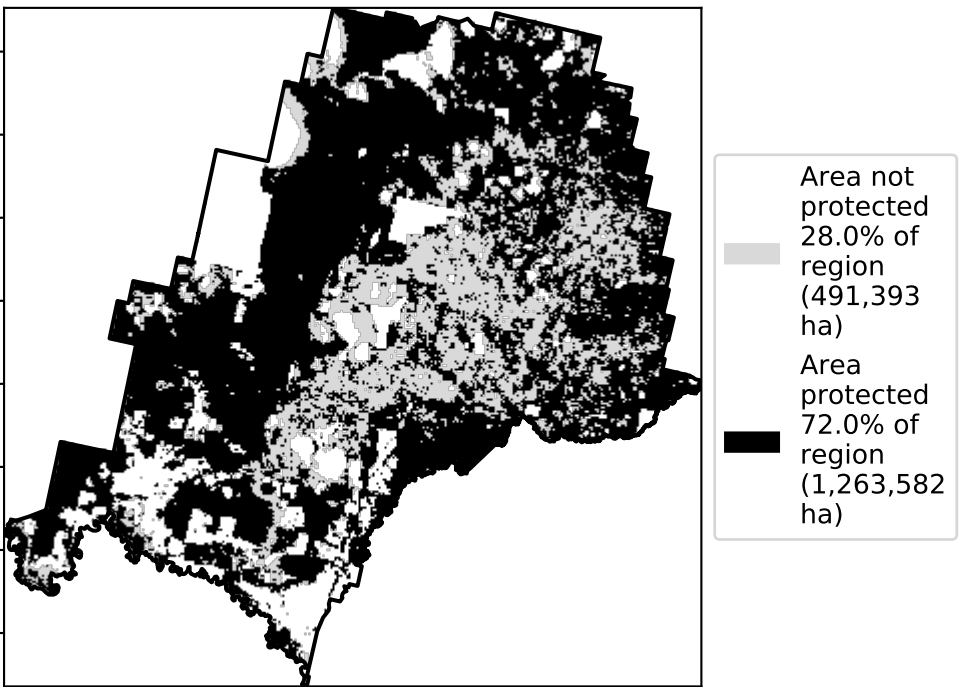 Area not
protected
28.0% of
region
(491,393
ha)
Area
protected
72.0% of
region
(1,263,582
ha)